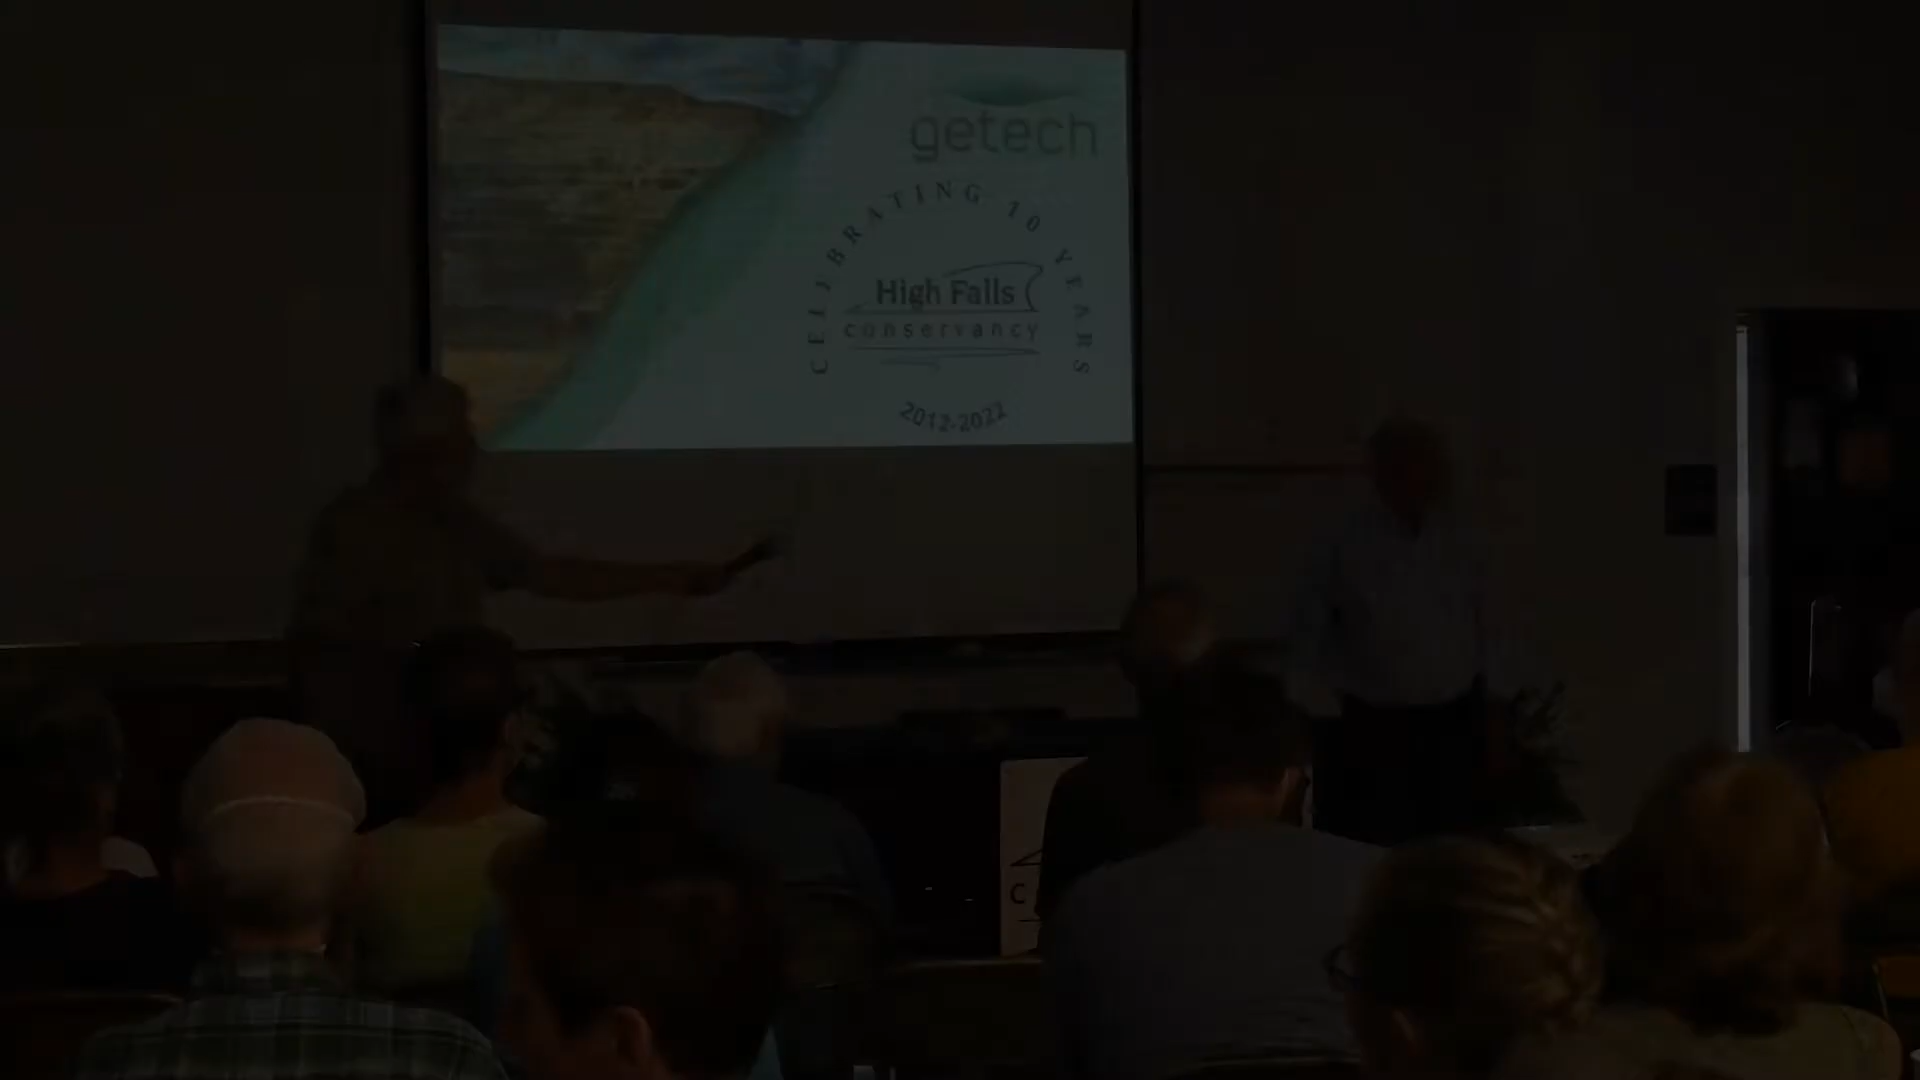 getech
CELEBRATING 10 YEARS
High Falls
conservancy
2012-2022
C